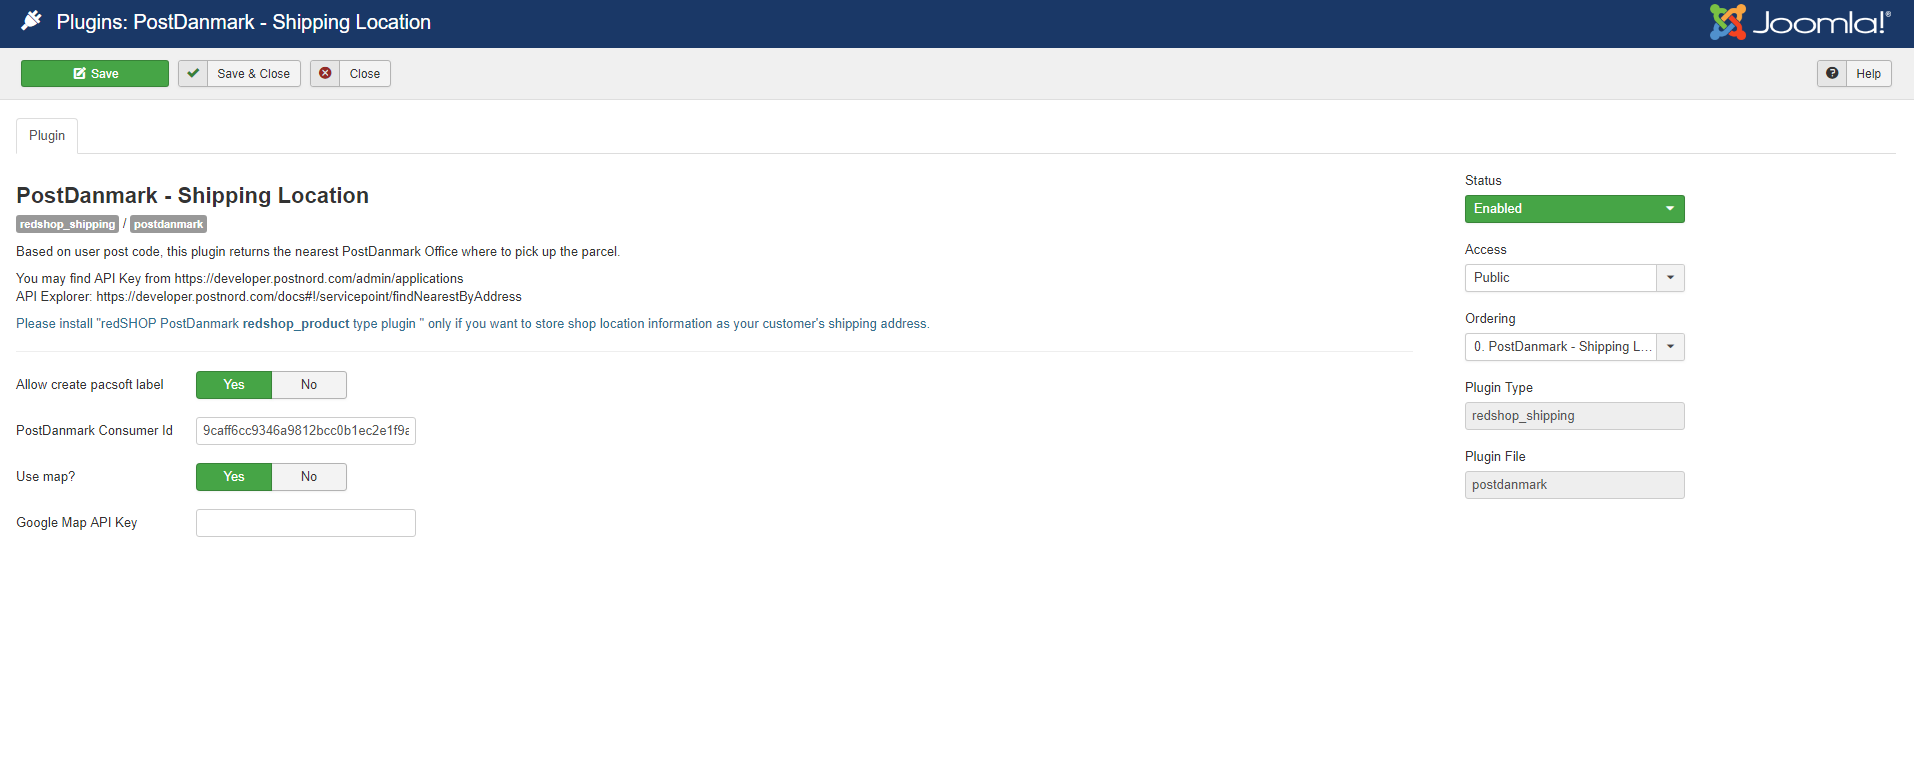 Plugins: PostDanmark - Shipping Location
Joomla!®
Save
Save & Close
Close
Help
Plugin
PostDanmark - Shipping Location
redshop_shipping / postdanmark
Based on user post code, this plugin returns the nearest PostDanmark Office where to pick up the parcel.
You may find API Key from https://developer.postnord.com/admin/applications
API Explorer: https://developer.postnord.com/docs#!/servicepoint/findNearestByAddress
Please install "redSHOP PostDanmark redshop_product type plugin " only if you want to store shop location information as your customer's shipping address.
Allow create pacsoft label
Yes
No
PostDanmark Consumer Id
9caff6cc9346a9812bcc0b1ec2e1f9a
Use map?
Yes
No
Google Map API Key
Status
Enabled
Access
Public
Ordering
0. PostDanmark - Shipping L...
Plugin Type
redshop_shipping
Plugin File
postdanmark